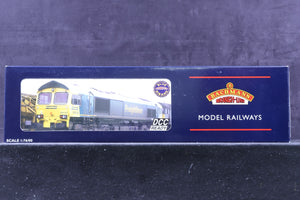 BACHMANN
BRANCH-LINE
MODEL RAILWAYS
DCC
READY
SCALE 1:76/00